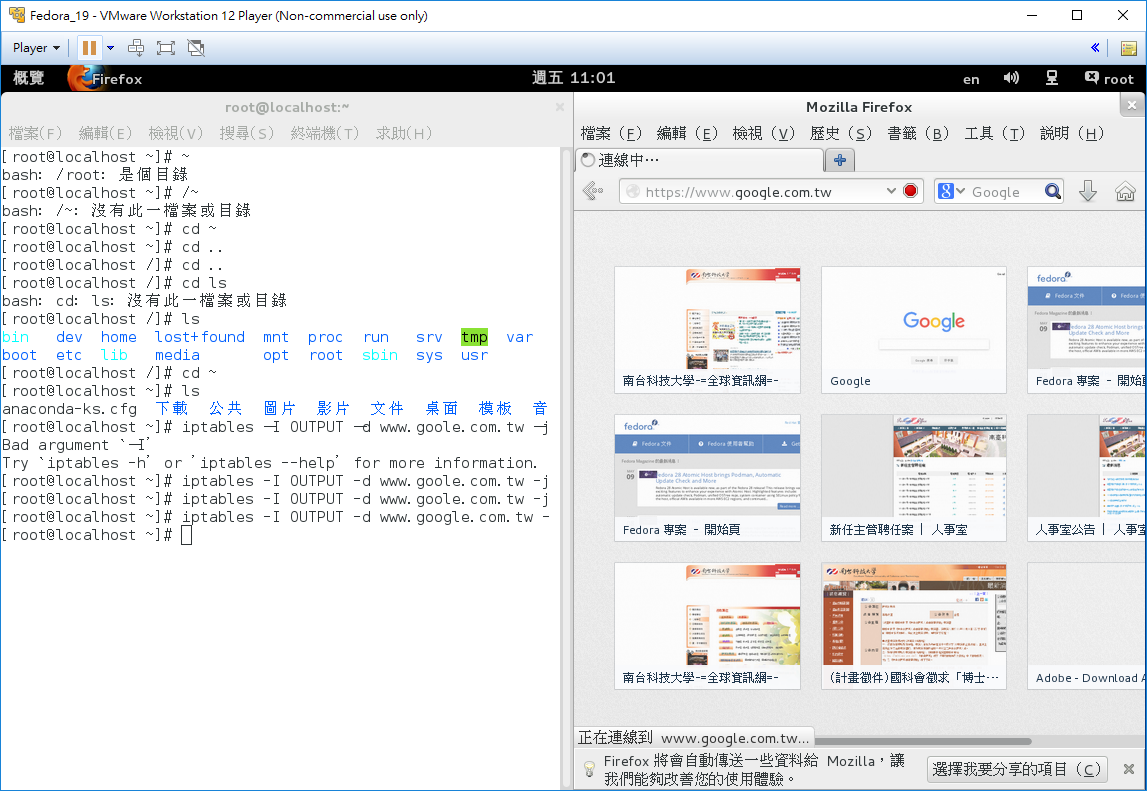 Fedora_19 - VMware Workstation 12 Player (Non-commercial use only)
Player
概覽 Firefox 週五 11:01 en root
root@localhost:~
檔案(F) 編輯(E) 檢視(V) 搜尋(S) 終端機(T) 求助(H)
[root@localhost ~]# ~
bash: /root: 是個目錄
[root@localhost ~]# /~
bash: /~: 沒有此一檔案或目錄
[root@localhost ~]# cd ~
[root@localhost ~]# cd ..
[root@localhost /]# cd ..
[root@localhost /]# cd ls
bash: cd: ls: 沒有此一檔案或目錄
[root@localhost /]# ls
bin dev home lost+found mnt proc run srv tmp var
boot etc lib media opt root sbin sys usr
[root@localhost /]# cd ~
[root@localhost ~]# ls
anaconda-ks.cfg 下載 公共 圖片 影片 文件 桌面 模板 音
[root@localhost ~]# iptables —I OUTPUT —d www.goole.com.tw —j
Bad argument `—I'
Try `iptables -h' or 'iptables --help' for more information.
[root@localhost ~]# iptables -I OUTPUT -d www.goole.com.tw -j
[root@localhost ~]# iptables -I OUTPUT -d www.goole.com.tw -j
[root@localhost ~]# iptables -I OUTPUT -d www.google.com.tw -
[root@localhost ~]#
Mozilla Firefox
檔案 (F) 編輯 (E) 檢視 (V) 歷史 (S) 書籤 (B) 工具 (T) 說明 (H)
連線中…
https://www.google.com.tw
Google
南台科技大學-=全球資訊網=-
Google
Google
fedora
Fedora 專案 - 開始頁
fedora
Fedora 28 Atomic Host brings Podman, Automatic
Update Check and More
Fedora 專案 - 開始頁
新任主管聘任案 | 人事室
人事室公告 | 人事室
南台科技大學-=全球資訊網=-
(計畫徵件)國科會徵求「博士…
Adobe - Download A
正在連線到 www.google.com.tw…
Firefox 將會自動傳送一些資料給 Mozilla，讓
我們能夠改善您的使用體驗。
選擇我要分享的項目 (C)